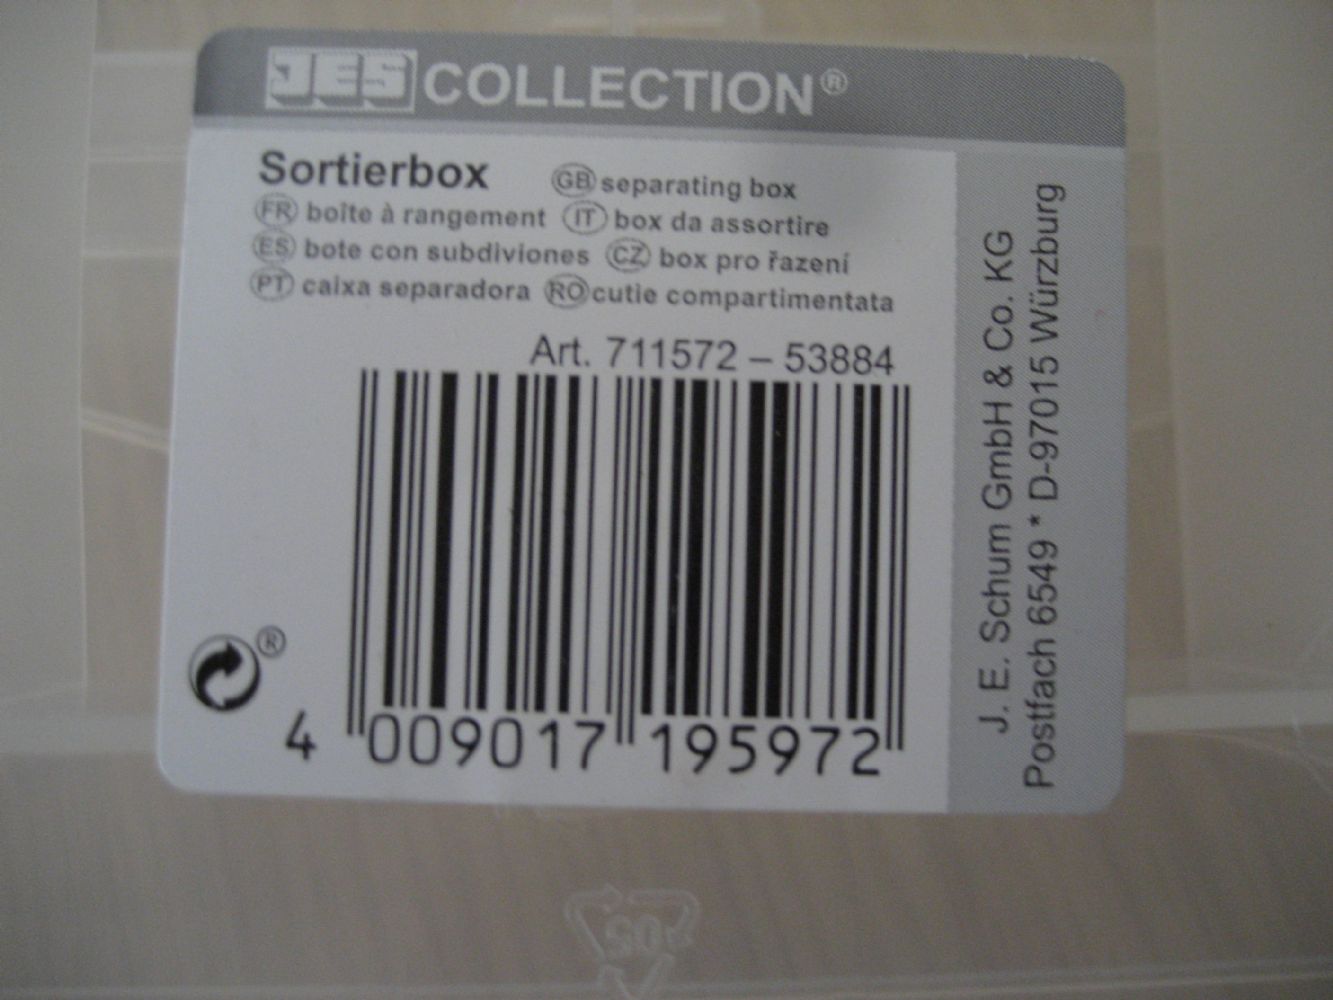 JES COLLECTION®
Sortierbox GB separating box
FR boîte à rangement IT box da assortire
ES bote con subdiviones CZ box pro řazení
PT caixa separadora RO cutie compartimentata
Art. 711572 – 53884
®
4 009017 195972
J. E. Schum GmbH & Co. KG
Postfach 6549 * D-97015 Würzburg
02